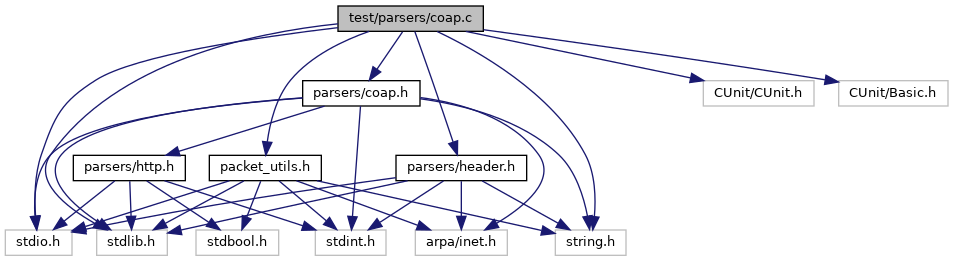 test/parsers/coap.c
parsers/coap.h
CUnit/CUnit.h
CUnit/Basic.h
parsers/http.h
packet_utils.h
parsers/header.h
stdio.h
stdlib.h
stdbool.h
stdint.h
arpa/inet.h
string.h